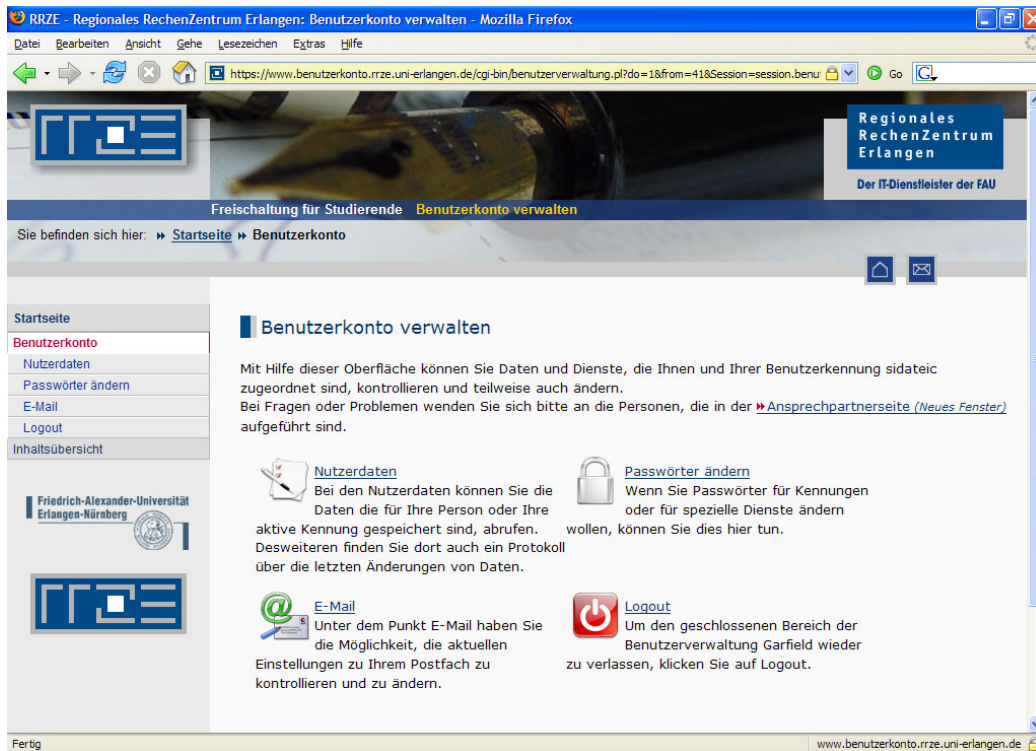 RRZE - Regionales RechenZentrum Erlangen: Benutzerkonto verwalten - Mozilla Firefox
Datei Bearbeiten Ansicht Gehe Lesezeichen Extras Hilfe
https://www.benutzerkonto.rrze.uni-erlangen.de/cgi-bin/benutzerverwaltung.pl?do=1&from=41&Session=session.benu Go G
rrze
Regionales
RechenZentrum
Erlangen
Der IT-Dienstleister der FAU
Freischaltung für Studierende Benutzerkonto verwalten
Sie befinden sich hier: » Startseite » Benutzerkonto
Startseite
Benutzerkonto
Nutzerdaten
Passwörter ändern
E-Mail
Logout
Inhaltsübersicht
Friedrich-Alexander-Universität
Erlangen-Nürnberg
rrze
Benutzerkonto verwalten
Mit Hilfe dieser Oberfläche können Sie Daten und Dienste, die Ihnen und Ihrer Benutzerkennung sidateic
zugeordnet sind, kontrollieren und teilweise auch ändern.
Bei Fragen oder Problemen wenden Sie sich bitte an die Personen, die in der »Ansprechpartnerseite (Neues Fenster)
aufgeführt sind.
Nutzerdaten
Bei den Nutzerdaten können Sie die
Daten die für Ihre Person oder Ihre
aktive Kennung gespeichert sind, abrufen.
Desweiteren finden Sie dort auch ein Protokoll
über die letzten Änderungen von Daten.
Passwörter ändern
Wenn Sie Passwörter für Kennungen
oder für spezielle Dienste ändern
wollen, können Sie dies hier tun.
E-Mail
Unter dem Punkt E-Mail haben Sie
die Möglichkeit, die aktuellen
Einstellungen zu Ihrem Postfach zu
kontrollieren und zu ändern.
Logout
Um den geschlossenen Bereich der
Benutzerverwaltung Garfield wieder
zu verlassen, klicken Sie auf Logout.
Fertig
www.benutzerkonto.rrze.uni-erlangen.de